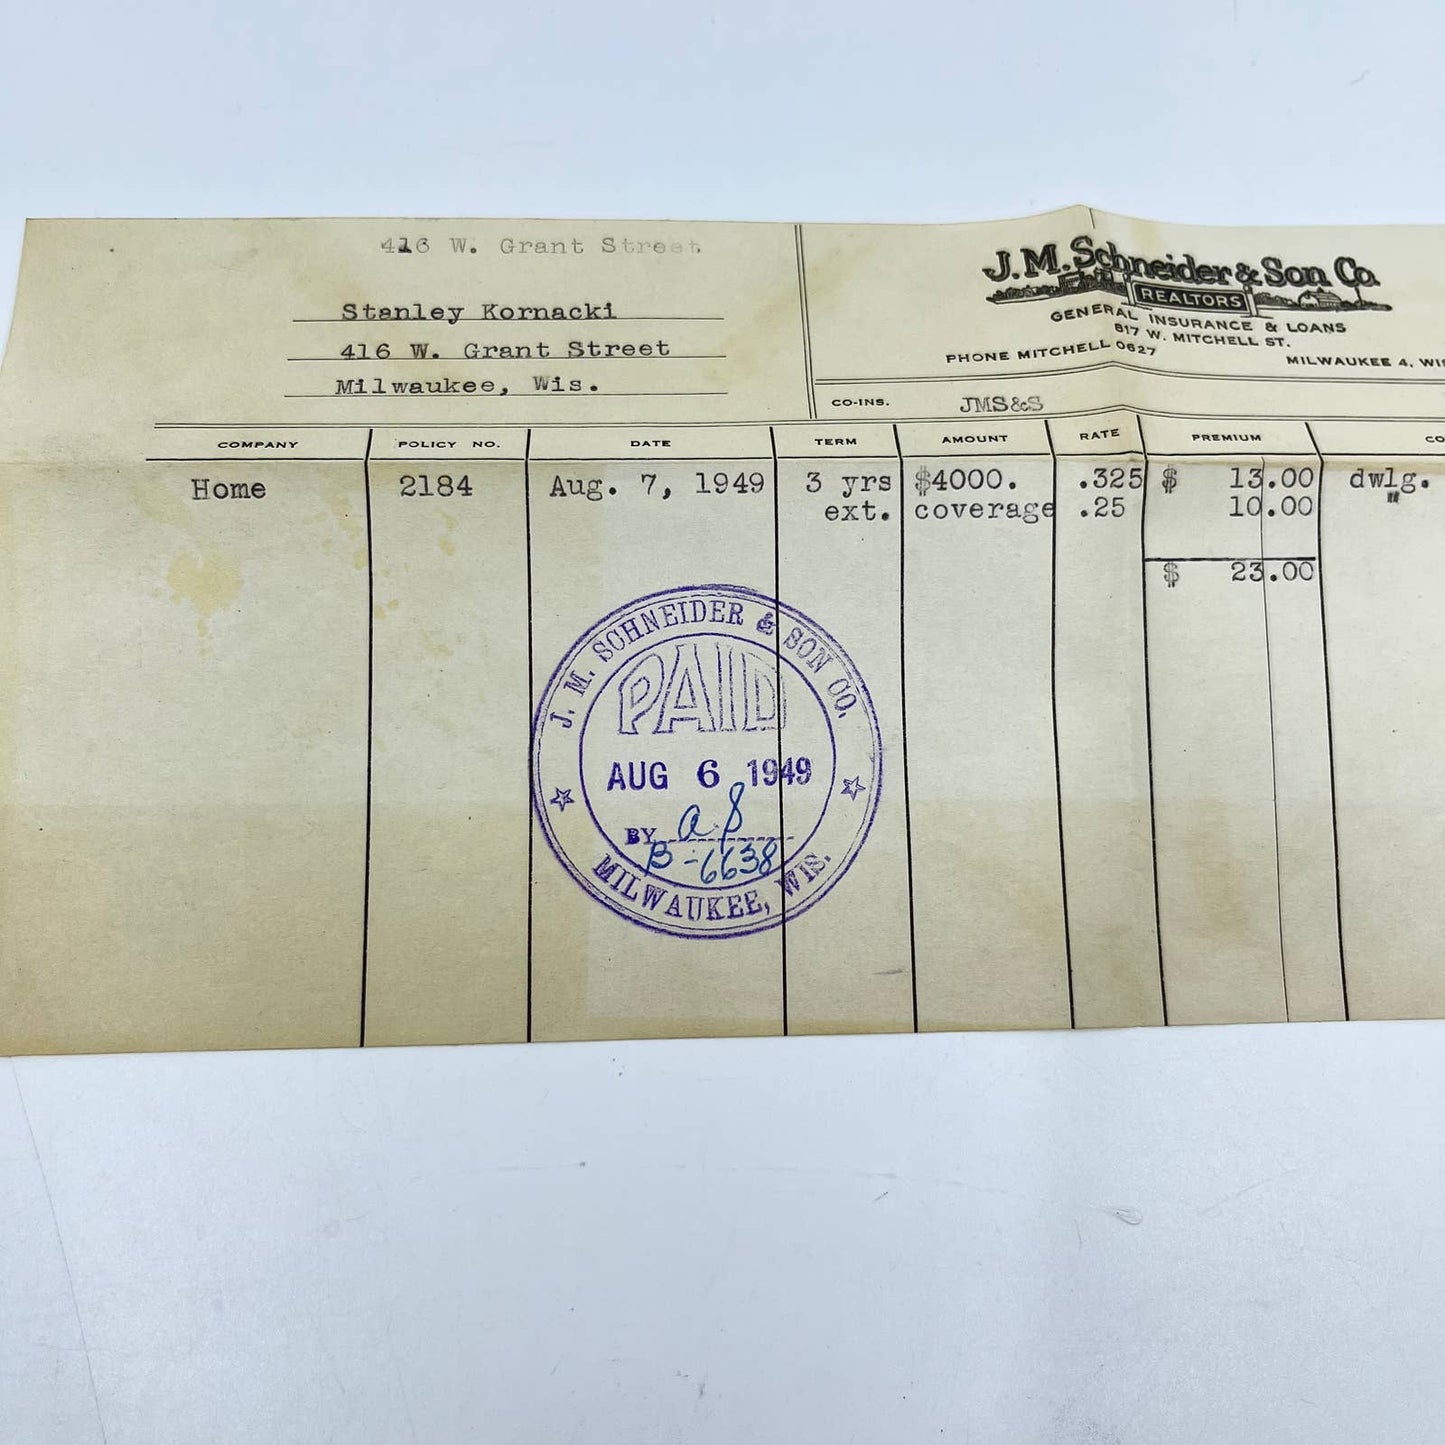 416 W. Grant Street
Stanley Kornacki
416 W. Grant Street
Milwaukee, Wis.
J. M. Schneider & Son Co.
REALTORS
GENERAL INSURANCE & LOANS
817 W. MITCHELL ST.
PHONE MITCHELL 0627 MILWAUKEE 4, WIS
CO-INS. JMS&S
COMPANY POLICY NO. DATE TERM AMOUNT RATE PREMIUM CO
Home 2184 Aug. 7, 1949 3 yrs $4000. .325 $ 13.00 dwlg.
ext. coverage .25 10.00 "
$ 23.00
J. M. SCHNEIDER & SON CO.
PAID
AUG 6 1949
BY a S
B-6638
MILWAUKEE, WIS.